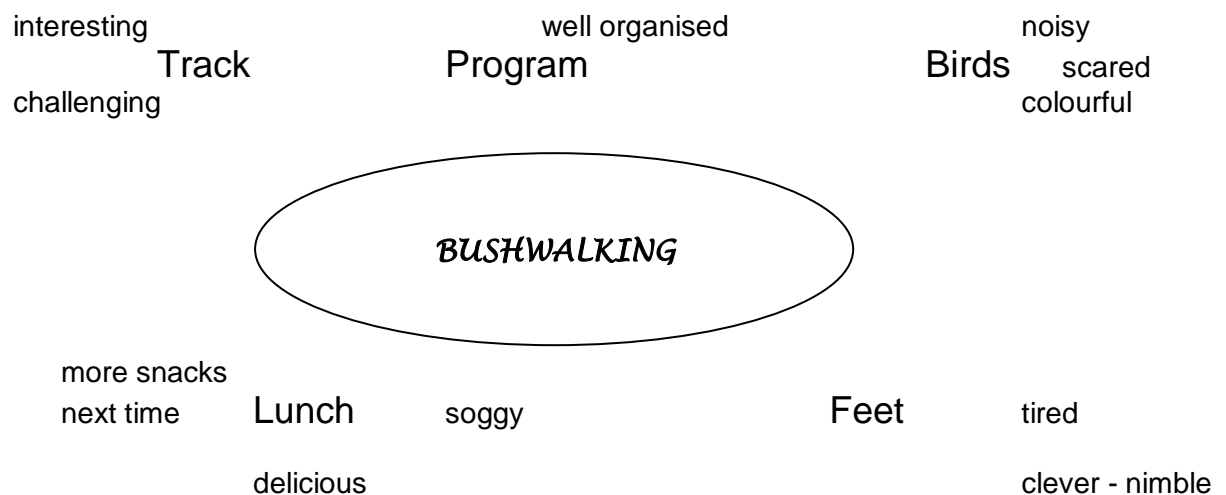 interesting well organised noisy
Track Program Birds scared
challenging colourful
BUSHWALKING
more snacks
next time Lunch soggy Feet tired
delicious clever - nimble